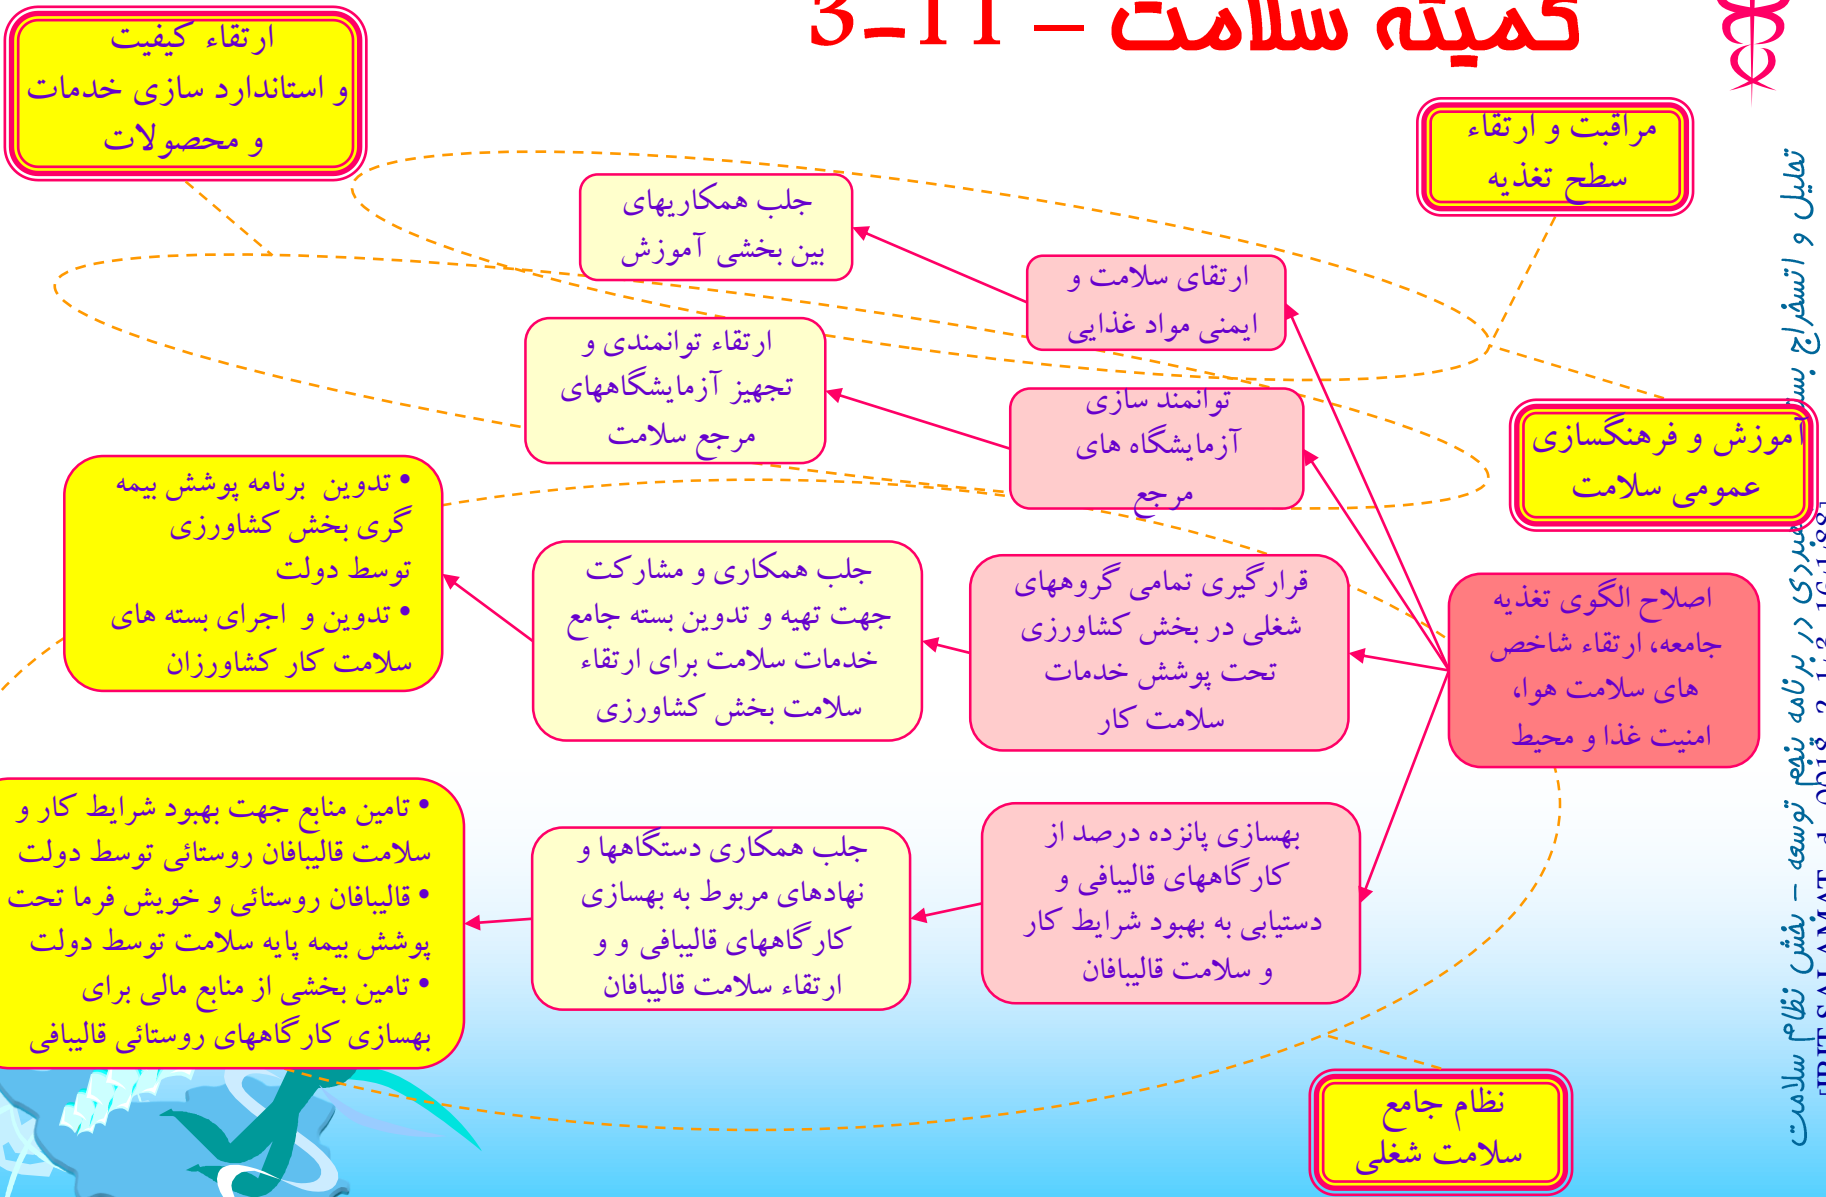 کمیته سلامت – 11-3
ارتقاء کیفیت
و استاندارد سازی خدمات
و محصولات
مراقبت و ارتقاء
سطح تغذیه
جلب همکاریهای
بین بخشی آموزش
ارتقای سلامت و
ایمنی مواد غذایی
ارتقاء توانمندی و
تجهیز آزمایشگاههای
مرجع سلامت
توانمند سازی
آزمایشگاه های
مرجع
آموزش و فرهنگسازی
عمومی سلامت
• تدوین برنامه پوشش بیمه
گری بخش کشاورزی
توسط دولت
• تدوین و اجرای بسته های
سلامت کار کشاورزان
جلب همکاری و مشارکت
جهت تهیه و تدوین بسته جامع
خدمات سلامت برای ارتقاء
سلامت بخش کشاورزی
قرارگیری تمامی گروههای
شغلی در بخش کشاورزی
تحت پوشش خدمات
سلامت کار
اصلاح الگوی تغذیه
جامعه، ارتقاء شاخص
های سلامت هوا،
امنیت غذا و محیط
• تامین منابع جهت بهبود شرایط کار و
سلامت قالیبافان روستائی توسط دولت
• قالیبافان روستائی و خویش فرما تحت
پوشش بیمه پایه سلامت توسط دولت
• تامین بخشی از منابع مالی برای
بهسازی کارگاههای روستائی قالیبافی
جلب همکاری دستگاهها و
نهادهای مربوط به بهسازی
کارگاههای قالیبافی و و
ارتقاء سلامت قالیبافان
بهسازی پانزده درصد از
کارگاههای قالیبافی و
دستیابی به بهبود شرایط کار
و سلامت قالیبافان
نظام جامع
سلامت شغلی
در برنامه پنجم توسعه – بخش نظام سلامت